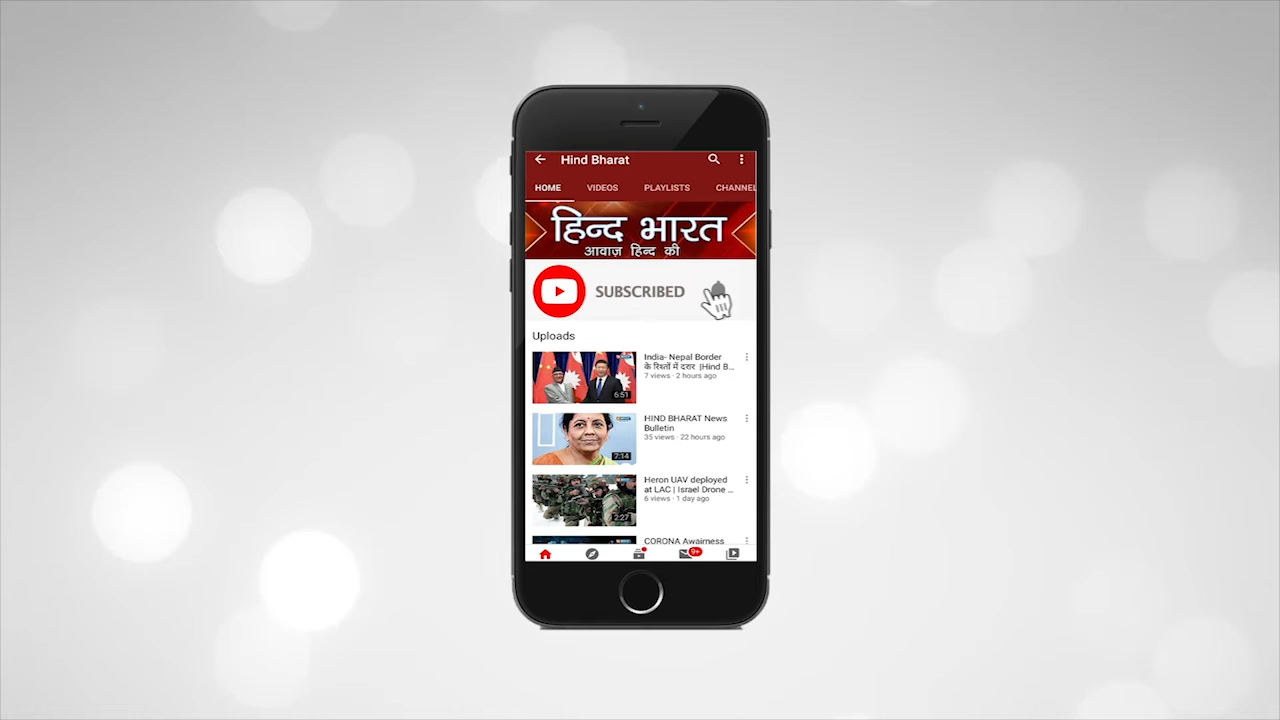 Hind Bharat
HOME VIDEOS PLAYLISTS CHANNEL
हिन्द भारत
आवाज़ हिन्द की
SUBSCRIBED
Uploads
India- Nepal Border
के रिश्तों में दरार |Hind B...
7 views · 2 hours ago
6:51
HIND BHARAT News
Bulletin
35 views · 22 hours ago
7:14
Heron UAV deployed
at LAC | Israel Drone ...
6 views · 1 day ago
2:27
CORONA Awairness
9+